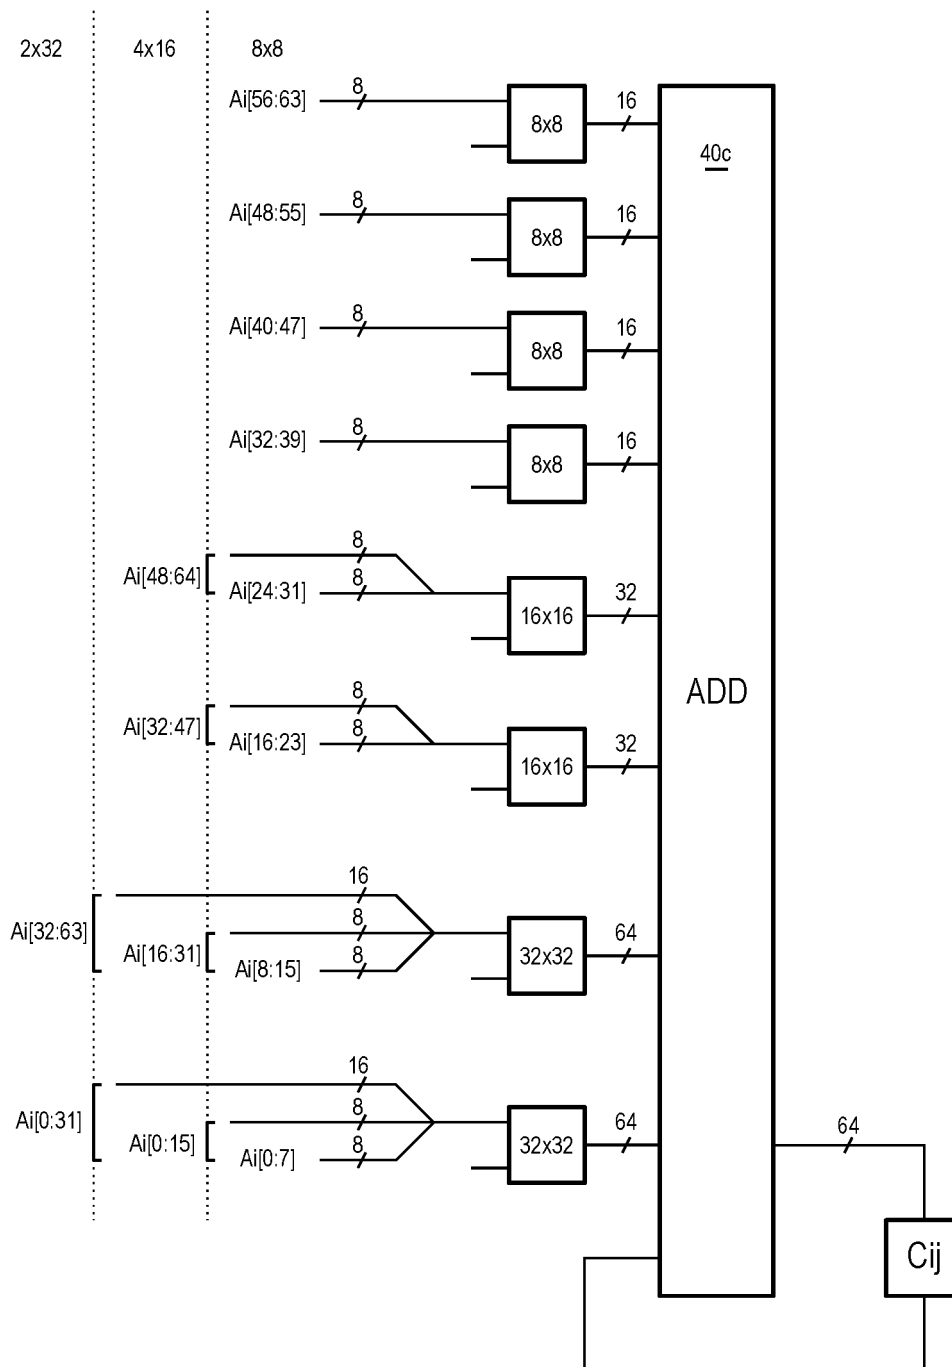 2x32 4x16 8x8
Ai[56:63] 8 8x8 16
40c
Ai[48:55] 8 8x8 16
Ai[40:47] 8 8x8 16
Ai[32:39] 8 8x8 16
8
Ai[48:64] Ai[24:31] 8 16x16 32
ADD
8
Ai[32:47] Ai[16:23] 8 16x16 32
16
Ai[32:63] 8
Ai[16:31] Ai[8:15] 8 32x32 64
16
Ai[0:31] 8
Ai[0:15] Ai[0:7] 8 32x32 64 64
Cij